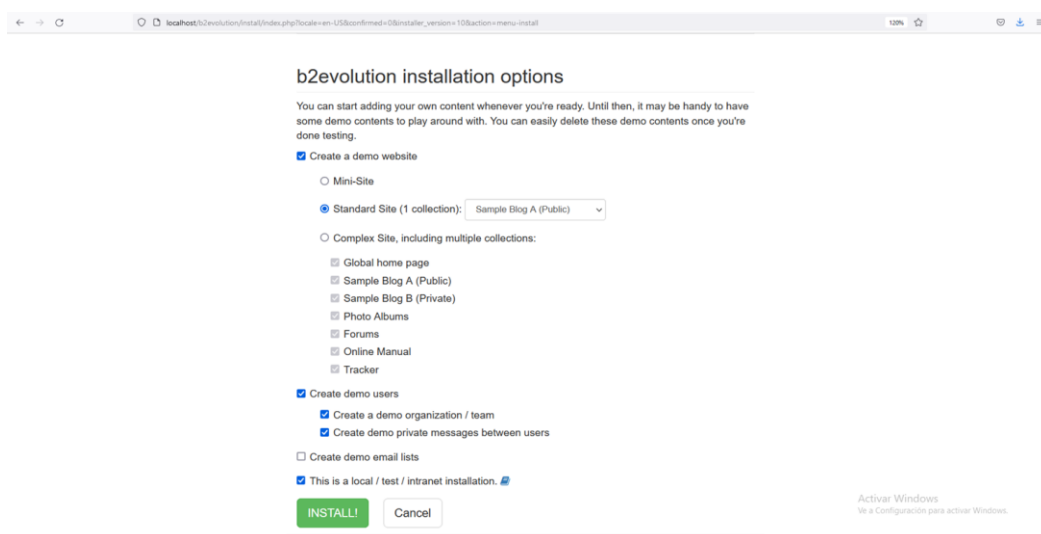 localhost/b2evolution/install/index.php?locale=en-US&confirmed=0&installer_version=10&action=menu-install
120%
b2evolution installation options
You can start adding your own content whenever you're ready. Until then, it may be handy to have
some demo contents to play around with. You can easily delete these demo contents once you're
done testing.
Create a demo website
Mini-Site
Standard Site (1 collection): Sample Blog A (Public)
Complex Site, including multiple collections:
Global home page
Sample Blog A (Public)
Sample Blog B (Private)
Photo Albums
Forums
Online Manual
Tracker
Create demo users
Create a demo organization / team
Create demo private messages between users
Create demo email lists
This is a local / test / intranet installation.
INSTALL! Cancel
Activar Windows
Ve a Configuración para activar Windows.